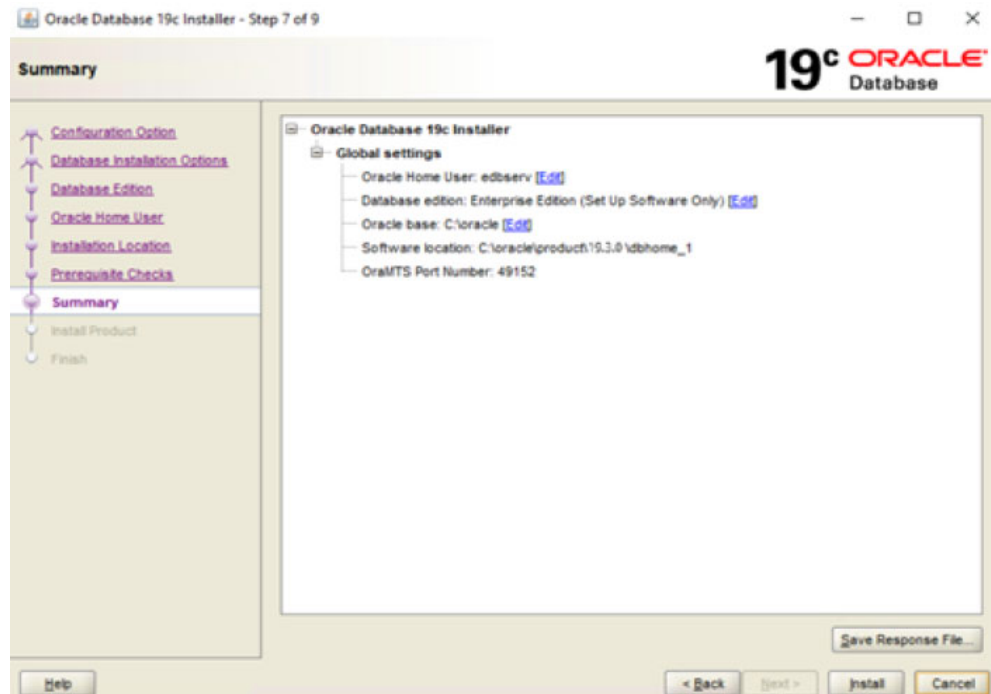 Oracle Database 19c Installer - Step 7 of 9
Summary
19c ORACLE
Database
Configuration Option
Database Installation Options
Database Edition
Oracle Home User
Installation Location
Prerequisite Checks
Summary
Install Product
Finish
Oracle Database 19c Installer
Global settings
Oracle Home User: edbserv [Edit]
Database edition: Enterprise Edition (Set Up Software Only) [Edit]
Oracle base: C:\oracle [Edit]
Software location: C:\oracle\product\19.3.0 \dbhome_1
OraMTS Port Number: 49152
Save Response File...
Help
< Back
Next >
Install
Cancel